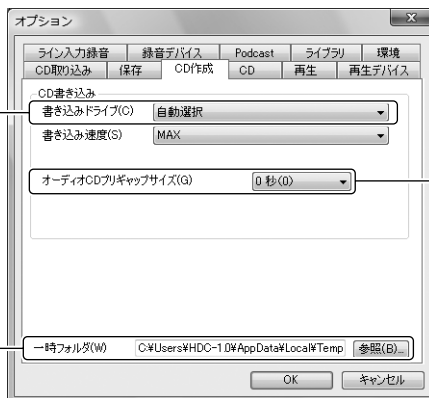 オプション
ライン入力録音 録音デバイス Podcast ライブラリ 環境
CD取り込み 保存 CD作成 CD 再生 再生デバイス
CD書き込み
書き込みドライブ(C) 自動選択
書き込み速度(S) MAX
オーディオCDプリギャップサイズ(G) 0 秒(0)
一時フォルダ(W) C:¥Users¥HDC-1.0¥AppData¥Local¥Temp 参照(B)...
OK キャンセル